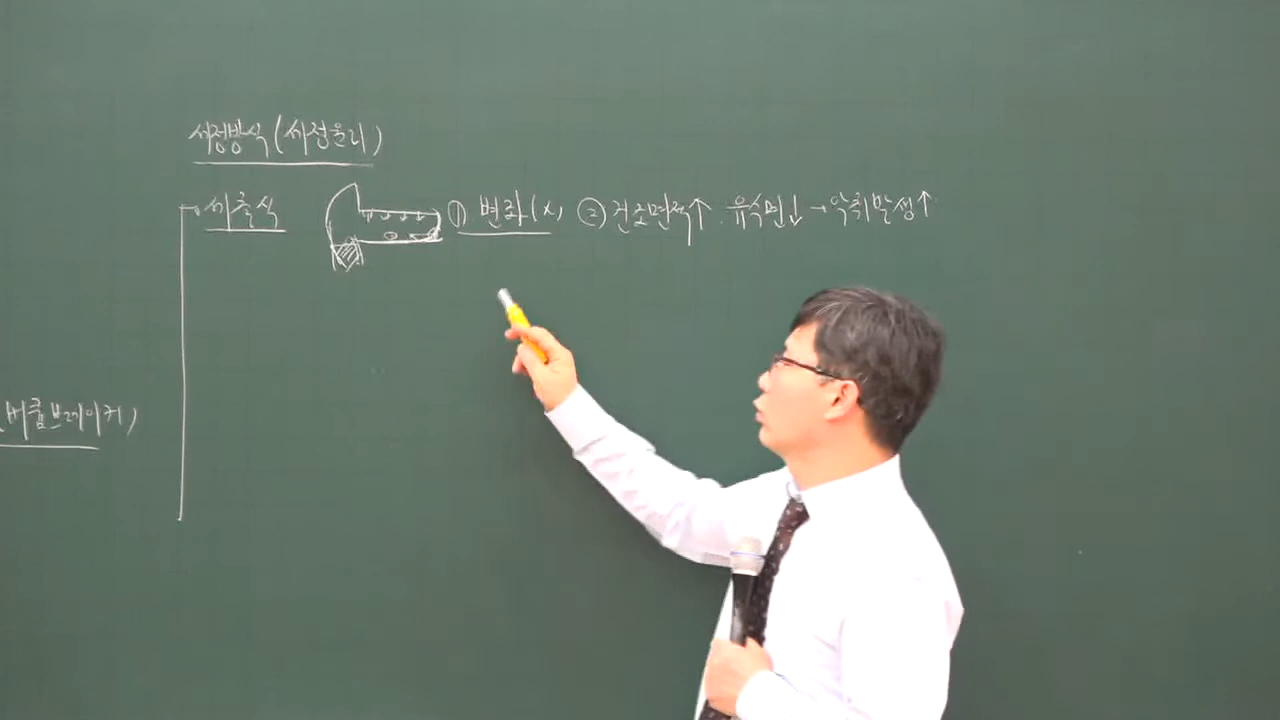 세정방식(세정원리)
세출식 ① 변좌(x) ② 건조면적↑. 유수면↓ → 악취발생↑
(버큠브레이커)